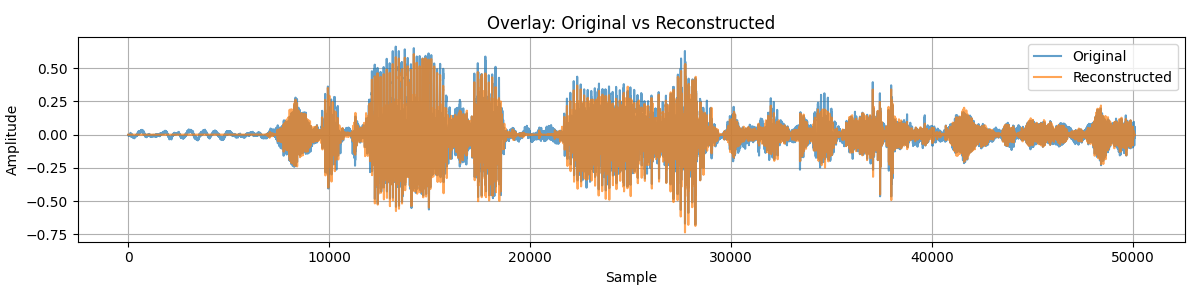 Overlay: Original vs Reconstructed
Original
Reconstructed
Amplitude
0.50
0.25
0.00
−0.25
−0.50
−0.75
0 10000 20000 30000 40000 50000
Sample